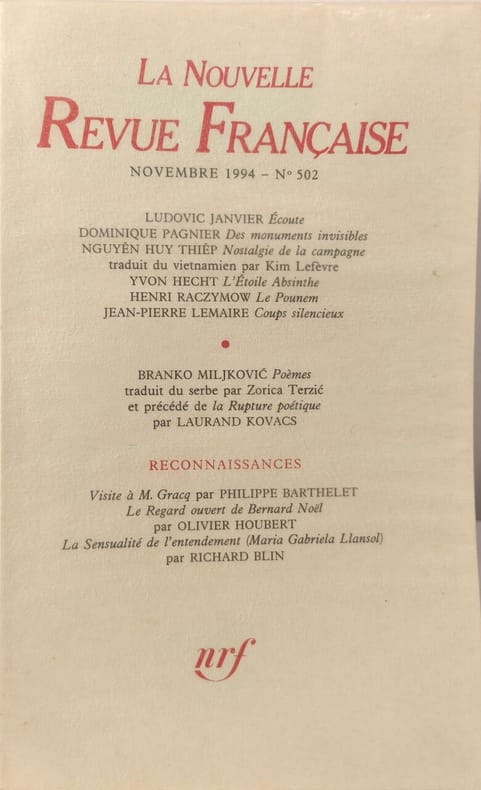 LA NOUVELLE
REVUE FRANÇAISE
NOVEMBRE 1994 – Nº 502
LUDOVIC JANVIER Écoute
DOMINIQUE PAGNIER Des monuments invisibles
NGUYÊN HUY THIÊP Nostalgie de la campagne
traduit du vietnamien par Kim Lefèvre
YVON HECHT L'Étoile Absinthe
HENRI RACZYMOW Le Pounem
JEAN-PIERRE LEMAIRE Coups silencieux
•
BRANKO MILJKOVIĆ Poèmes
traduit du serbe par Zorica Terzić
et précédé de la Rupture poétique
par LAURAND KOVACS
RECONNAISSANCES
Visite à M. Gracq par PHILIPPE BARTHELET
Le Regard ouvert de Bernard Noël
par OLIVIER HOUBERT
La Sensualité de l'entendement (Maria Gabriela Llansol)
par RICHARD BLIN
nrf